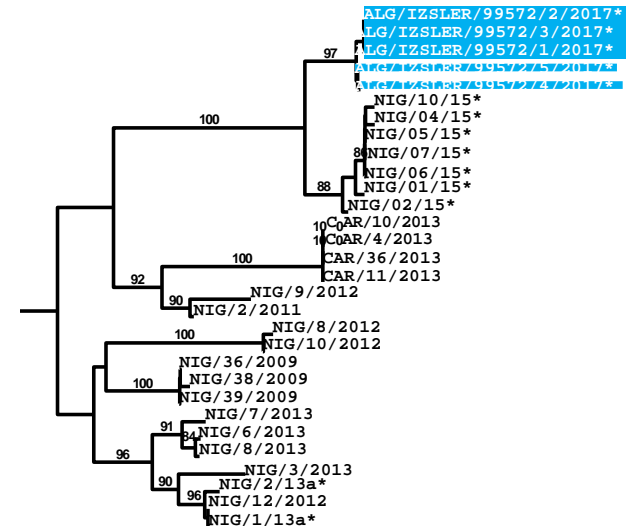 ALG/IZSLER/99572/2/2017*
ALG/IZSLER/99572/3/2017*
97
ALG/IZSLER/99572/1/2017*
ALG/IZSLER/99572/5/2017*
ALG/IZSLER/99572/4/2017*
NIG/10/15*
NIG/04/15*
100
NIG/05/15*
86
NIG/07/15*
NIG/06/15*
88
NIG/01/15*
NIG/02/15*
100
CAR/10/2013
100
CAR/4/2013
100
CAR/36/2013
92
CAR/11/2013
NIG/9/2012
90
NIG/2/2011
NIG/8/2012
100
NIG/10/2012
NIG/36/2009
100
NIG/38/2009
NIG/39/2009
NIG/7/2013
91
NIG/6/2013
84
NIG/8/2013
96
NIG/3/2013
90
NIG/2/13a*
96
NIG/12/2012
NIG/1/13a*